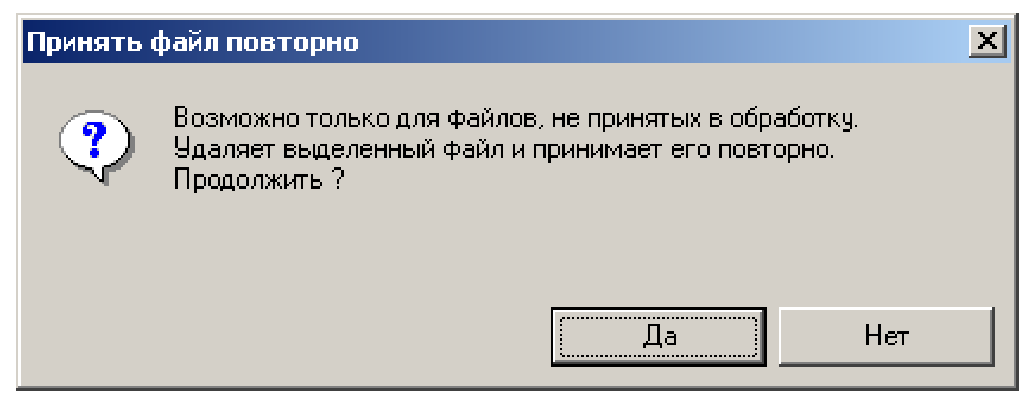 Принять файл повторно
Возможно только для файлов, не принятых в обработку.
Удаляет выделенный файл и принимает его повторно.
Продолжить ?
Да
Нет